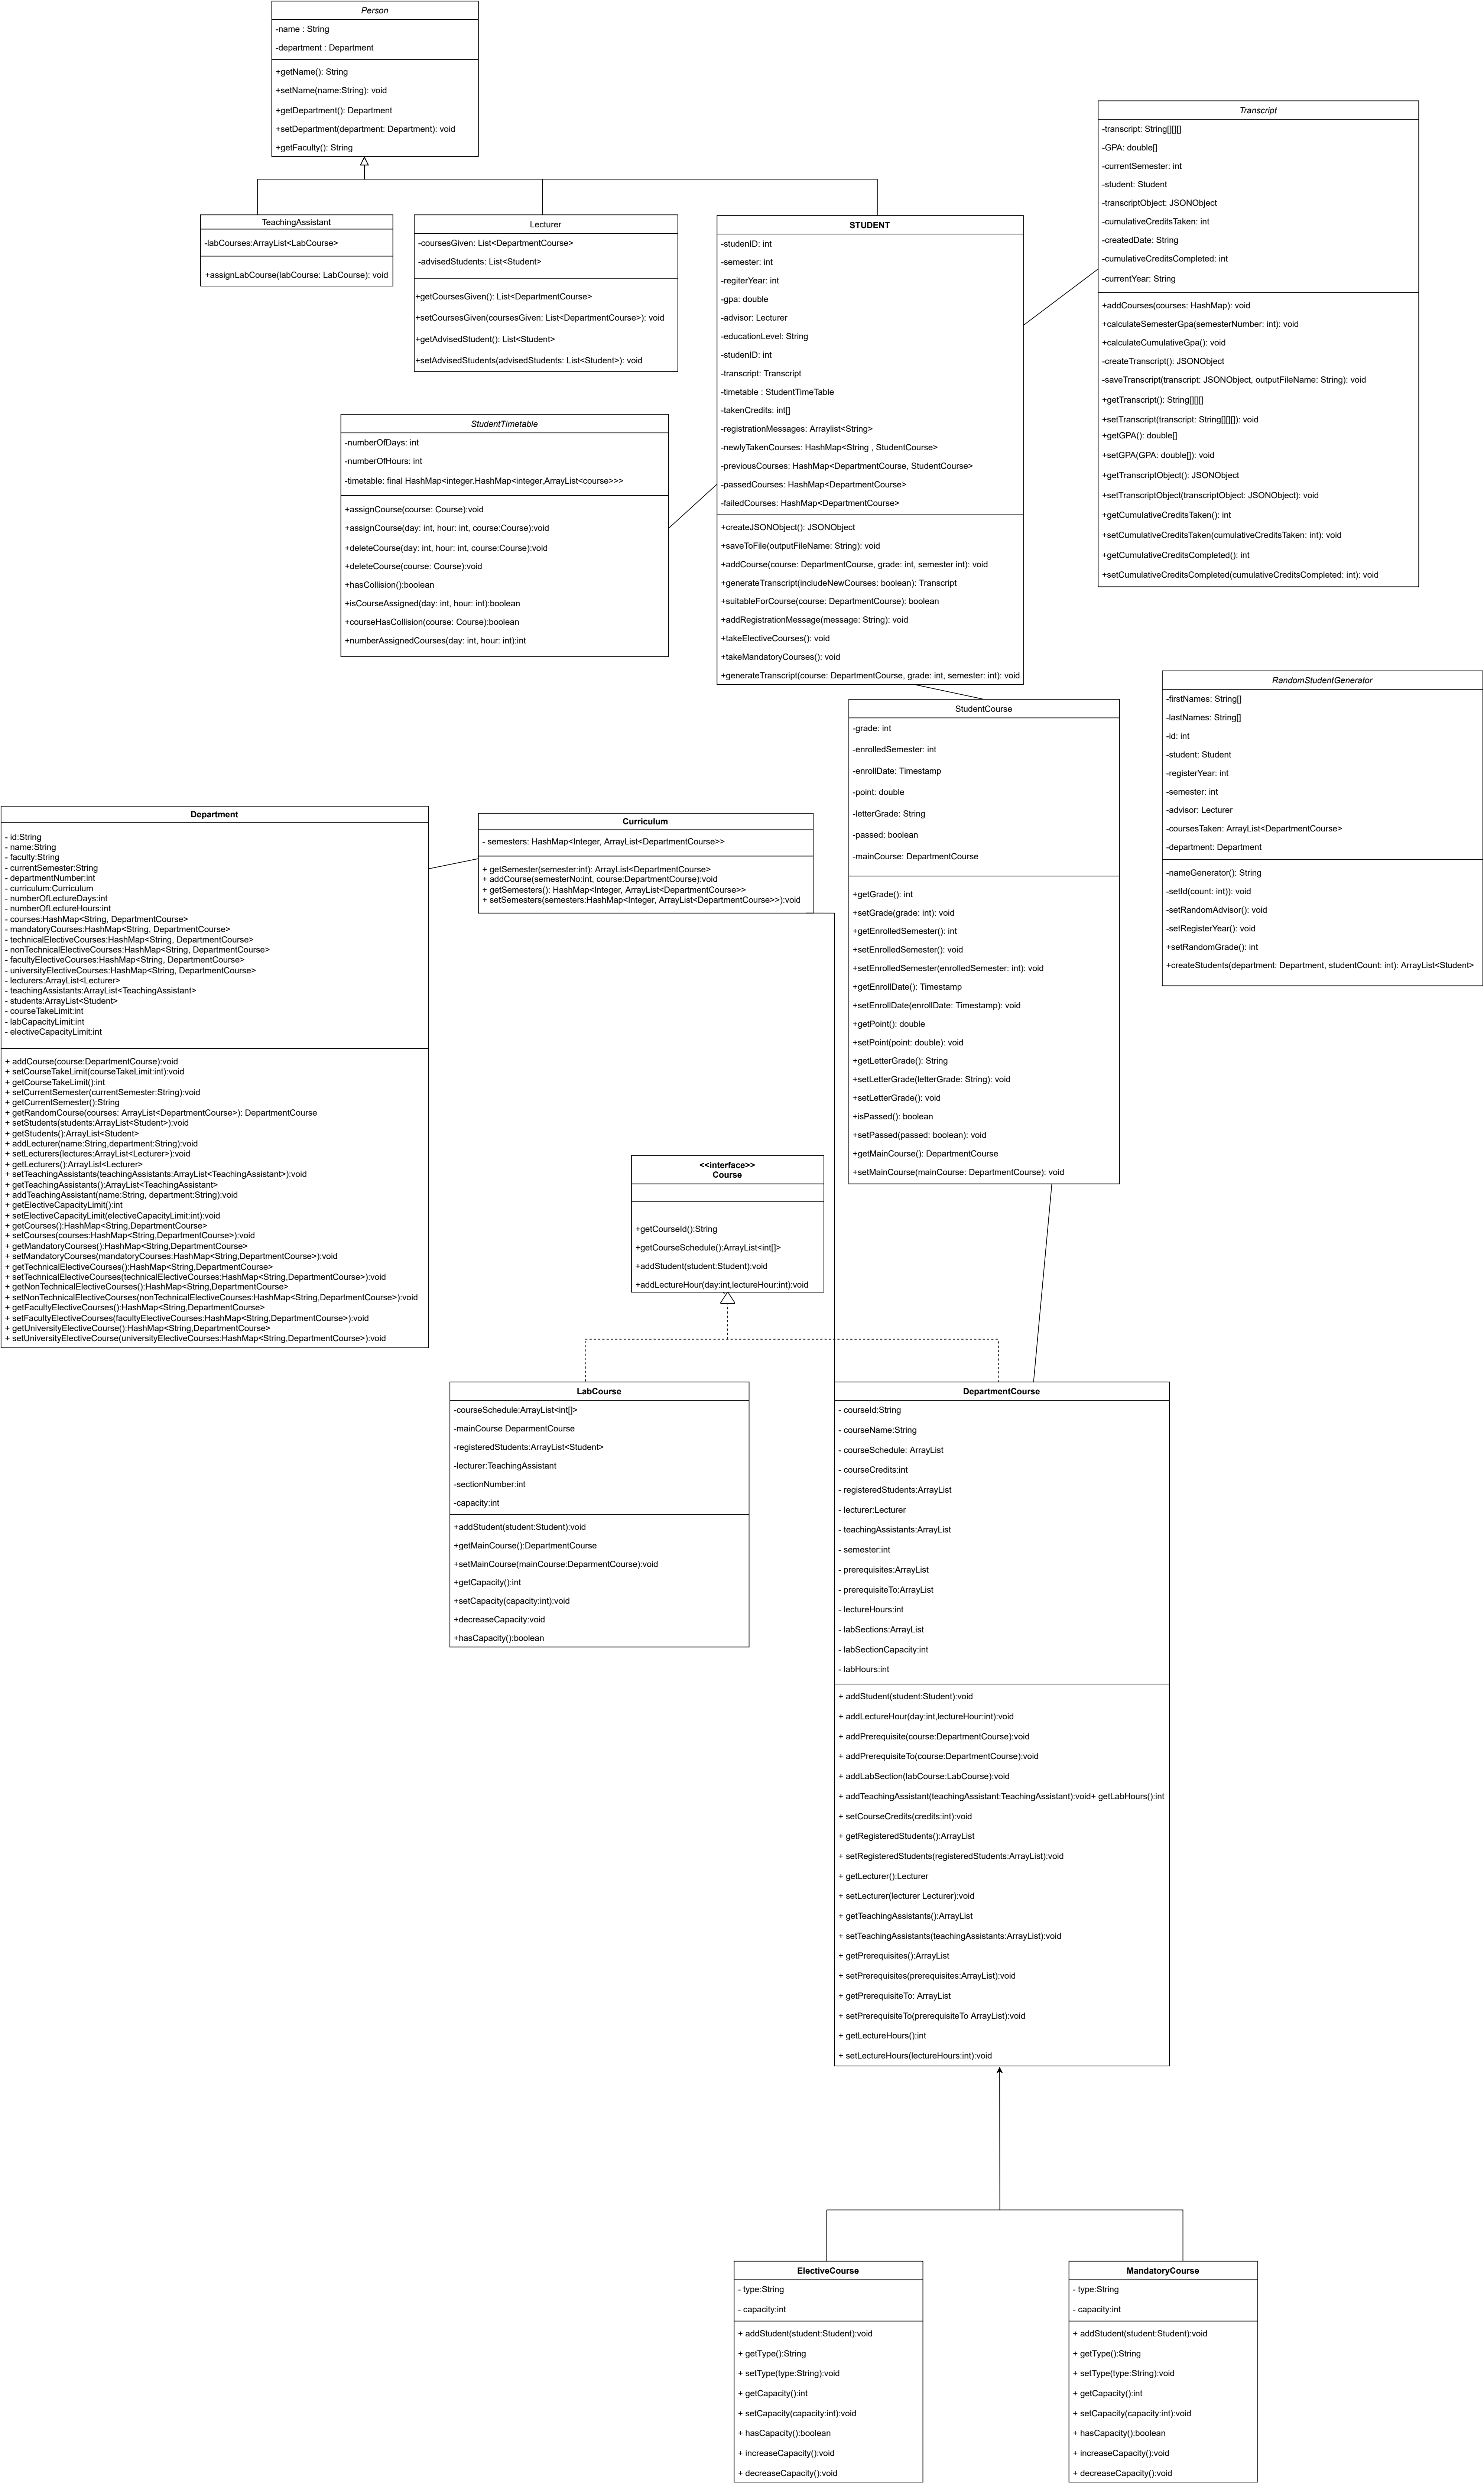 Person
-name : String
-department : Department
+getName(): String
+setName(name:String): void
+getDepartment(): Department
+setDepartment(department: Department): void
+getFaculty(): String
TeachingAssistant
-labCourses:ArrayList<LabCourse>
+assignLabCourse(labCourse: LabCourse): void
Lecturer
-coursesGiven: List<DepartmentCourse>
-advisedStudents: List<Student>
+getCoursesGiven(): List<DepartmentCourse>
+setCoursesGiven(coursesGiven: List<DepartmentCourse>): void
+getAdvisedStudent(): List<Student>
+setAdvisedStudents(advisedStudents: List<Student>): void
STUDENT
-studenID: int
-semester: int
-regiterYear: int
-gpa: double
-advisor: Lecturer
-educationLevel: String
-studenID: int
-transcript: Transcript
-timetable : StudentTimeTable
-takenCredits: int[]
-registrationMessages: Arraylist<String>
-newlyTakenCourses: HashMap<String , StudentCourse>
-previousCourses: HashMap<DepartmentCourse, StudentCourse>
-passedCourses: HashMap<DepartmentCourse>
-failedCourses: HashMap<DepartmentCourse>
+createJSONObject(): JSONObject
+saveToFile(outputFileName: String): void
+addCourse(course: DepartmentCourse, grade: int, semester int): void
+generateTranscript(includeNewCourses: boolean): Transcript
+suitableForCourse(course: DepartmentCourse): boolean
+addRegistrationMessage(message: String): void
+takeElectiveCourses(): void
+takeMandatoryCourses(): void
+generateTranscript(course: DepartmentCourse, grade: int, semester: int): void
Transcript
-transcript: String[][][]
-GPA: double[]
-currentSemester: int
-student: Student
-transcriptObject: JSONObject
-cumulativeCreditsTaken: int
-createdDate: String
-cumulativeCreditsCompleted: int
-currentYear: String
+addCourses(courses: HashMap): void
+calculateSemesterGpa(semesterNumber: int): void
+calculateCumulativeGpa(): void
-createTranscript(): JSONObject
-saveTranscript(transcript: JSONObject, outputFileName: String): void
+getTranscript(): String[][][]
+setTranscript(transcript: String[][][]): void
+getGPA(): double[]
+setGPA(GPA: double[]): void
+getTranscriptObject(): JSONObject
+setTranscriptObject(transcriptObject: JSONObject): void
+getCumulativeCreditsTaken(): int
+setCumulativeCreditsTaken(cumulativeCreditsTaken: int): void
+getCumulativeCreditsCompleted(): int
+setCumulativeCreditsCompleted(cumulativeCreditsCompleted: int): void
StudentTimetable
-numberOfDays: int
-numberOfHours: int
-timetable: final HashMap<integer.HashMap<integer,ArrayList<course>>>
+assignCourse(course: Course):void
+assignCourse(day: int, hour: int, course:Course):void
+deleteCourse(day: int, hour: int, course:Course):void
+deleteCourse(course: Course):void
+hasCollision():boolean
+isCourseAssigned(day: int, hour: int):boolean
+courseHasCollision(course: Course):boolean
+numberAssignedCourses(day: int, hour: int):int
RandomStudentGenerator
-firstNames: String[]
-lastNames: String[]
-id: int
-student: Student
-registerYear: int
-semester: int
-advisor: Lecturer
-coursesTaken: ArrayList<DepartmentCourse>
-department: Department
-nameGenerator(): String
-setId(count: int)): void
-setRandomAdvisor(): void
-setRegisterYear(): void
+setRandomGrade(): int
+createStudents(department: Department, studentCount: int): ArrayList<Student>
StudentCourse
-grade: int
-enrolledSemester: int
-enrollDate: Timestamp
-point: double
-letterGrade: String
-passed: boolean
-mainCourse: DepartmentCourse
+getGrade(): int
+setGrade(grade: int): void
+getEnrolledSemester(): int
+setEnrolledSemester(): void
+setEnrolledSemester(enrolledSemester: int): void
+getEnrollDate(): Timestamp
+setEnrollDate(enrollDate: Timestamp): void
+getPoint(): double
+setPoint(point: double): void
+getLetterGrade(): String
+setLetterGrade(letterGrade: String): void
+setLetterGrade(): void
+isPassed(): boolean
+setPassed(passed: boolean): void
+getMainCourse(): DepartmentCourse
+setMainCourse(mainCourse: DepartmentCourse): void
Department
- id:String
- name:String
- faculty:String
- currentSemester:String
- departmentNumber:int
- curriculum:Curriculum
- numberOfLectureDays:int
- numberOfLectureHours:int
- courses:HashMap<String, DepartmentCourse>
- mandatoryCourses:HashMap<String, DepartmentCourse>
- technicalElectiveCourses:HashMap<String, DepartmentCourse>
- nonTechnicalElectiveCourses:HashMap<String, DepartmentCourse>
- facultyElectiveCourses:HashMap<String, DepartmentCourse>
- universityElectiveCourses:HashMap<String, DepartmentCourse>
- lecturers:ArrayList<Lecturer>
- teachingAssistants:ArrayList<TeachingAssistant>
- students:ArrayList<Student>
- courseTakeLimit:int
- labCapacityLimit:int
- electiveCapacityLimit:int
+ addCourse(course:DepartmentCourse):void
+ setCourseTakeLimit(courseTakeLimit:int):void
+ getCourseTakeLimit():int
+ setCurrentSemester(currentSemester:String):void
+ getCurrentSemester():String
+ getRandomCourse(courses: ArrayList<DepartmentCourse>): DepartmentCourse
+ setStudents(students:ArrayList<Student>):void
+ getStudents():ArrayList<Student>
+ addLecturer(name:String,department:String):void
+ setLecturers(lectures:ArrayList<Lecturer>):void
+ getLecturers():ArrayList<Lecturer>
+ setTeachingAssistants(teachingAssistants:ArrayList<TeachingAssistant>):void
+ getTeachingAssistants():ArrayList<TeachingAssistant>
+ addTeachingAssistant(name:String, department:String):void
+ getElectiveCapacityLimit():int
+ setElectiveCapacityLimit(electiveCapacityLimit:int):void
+ getCourses():HashMap<String,DepartmentCourse>
+ setCourses(courses:HashMap<String,DepartmentCourse>):void
+ getMandatoryCourses():HashMap<String,DepartmentCourse>
+ setMandatoryCourses(mandatoryCourses:HashMap<String,DepartmentCourse>):void
+ getTechnicalElectiveCourses():HashMap<String,DepartmentCourse>
+ setTechnicalElectiveCourses(technicalElectiveCourses:HashMap<String,DepartmentCourse>):void
+ getNonTechnicalElectiveCourses():HashMap<String,DepartmentCourse>
+ setNonTechnicalElectiveCourses(nonTechnicalElectiveCourses:HashMap<String,DepartmentCourse>):void
+ getFacultyElectiveCourses():HashMap<String,DepartmentCourse>
+ setFacultyElectiveCourses(facultyElectiveCourses:HashMap<String,DepartmentCourse>):void
+ getUniversityElectiveCourse():HashMap<String,DepartmentCourse>
+ setUniversityElectiveCourse(universityElectiveCourses:HashMap<String,DepartmentCourse>):void
Curriculum
- semesters: HashMap<Integer, ArrayList<DepartmentCourse>>
+ getSemester(semester:int): ArrayList<DepartmentCourse>
+ addCourse(semesterNo:int, course:DepartmentCourse):void
+ getSemesters(): HashMap<Integer, ArrayList<DepartmentCourse>>
+ setSemesters(semesters:HashMap<Integer, ArrayList<DepartmentCourse>>):void
<<interface>>
Course
+getCourseId():String
+getCourseSchedule():ArrayList<int[]>
+addStudent(student:Student):void
+addLectureHour(day:int,lectureHour:int):void
LabCourse
-courseSchedule:ArrayList<int[]>
-mainCourse DeparmentCourse
-registeredStudents:ArrayList<Student>
-lecturer:TeachingAssistant
-sectionNumber:int
-capacity:int
+addStudent(student:Student):void
+getMainCourse():DepartmentCourse
+setMainCourse(mainCourse:DeparmentCourse):void
+getCapacity():int
+setCapacity(capacity:int):void
+decreaseCapacity:void
+hasCapacity():boolean
DepartmentCourse
- courseId:String
- courseName:String
- courseSchedule: ArrayList
- courseCredits:int
- registeredStudents:ArrayList
- lecturer:Lecturer
- teachingAssistants:ArrayList
- semester:int
- prerequisites:ArrayList
- prerequisiteTo:ArrayList
- lectureHours:int
- labSections:ArrayList
- labSectionCapacity:int
- labHours:int
+ addStudent(student:Student):void
+ addLectureHour(day:int,lectureHour:int):void
+ addPrerequisite(course:DepartmentCourse):void
+ addPrerequisiteTo(course:DepartmentCourse):void
+ addLabSection(labCourse:LabCourse):void
+ addTeachingAssistant(teachingAssistant:TeachingAssistant):void+ getLabHours():int
+ setCourseCredits(credits:int):void
+ getRegisteredStudents():ArrayList
+ setRegisteredStudents(registeredStudents:ArrayList):void
+ getLecturer():Lecturer
+ setLecturer(lecturer Lecturer):void
+ getTeachingAssistants():ArrayList
+ setTeachingAssistants(teachingAssistants:ArrayList):void
+ getPrerequisites():ArrayList
+ setPrerequisites(prerequisites:ArrayList):void
+ getPrerequisiteTo: ArrayList
+ setPrerequisiteTo(prerequisiteTo ArrayList):void
+ getLectureHours():int
+ setLectureHours(lectureHours:int):void
ElectiveCourse
- type:String
- capacity:int
+ addStudent(student:Student):void
+ getType():String
+ setType(type:String):void
+ getCapacity():int
+ setCapacity(capacity:int):void
+ hasCapacity():boolean
+ increaseCapacity():void
+ decreaseCapacity():void
MandatoryCourse
- type:String
- capacity:int
+ addStudent(student:Student):void
+ getType():String
+ setType(type:String):void
+ getCapacity():int
+ setCapacity(capacity:int):void
+ hasCapacity():boolean
+ increaseCapacity():void
+ decreaseCapacity():void